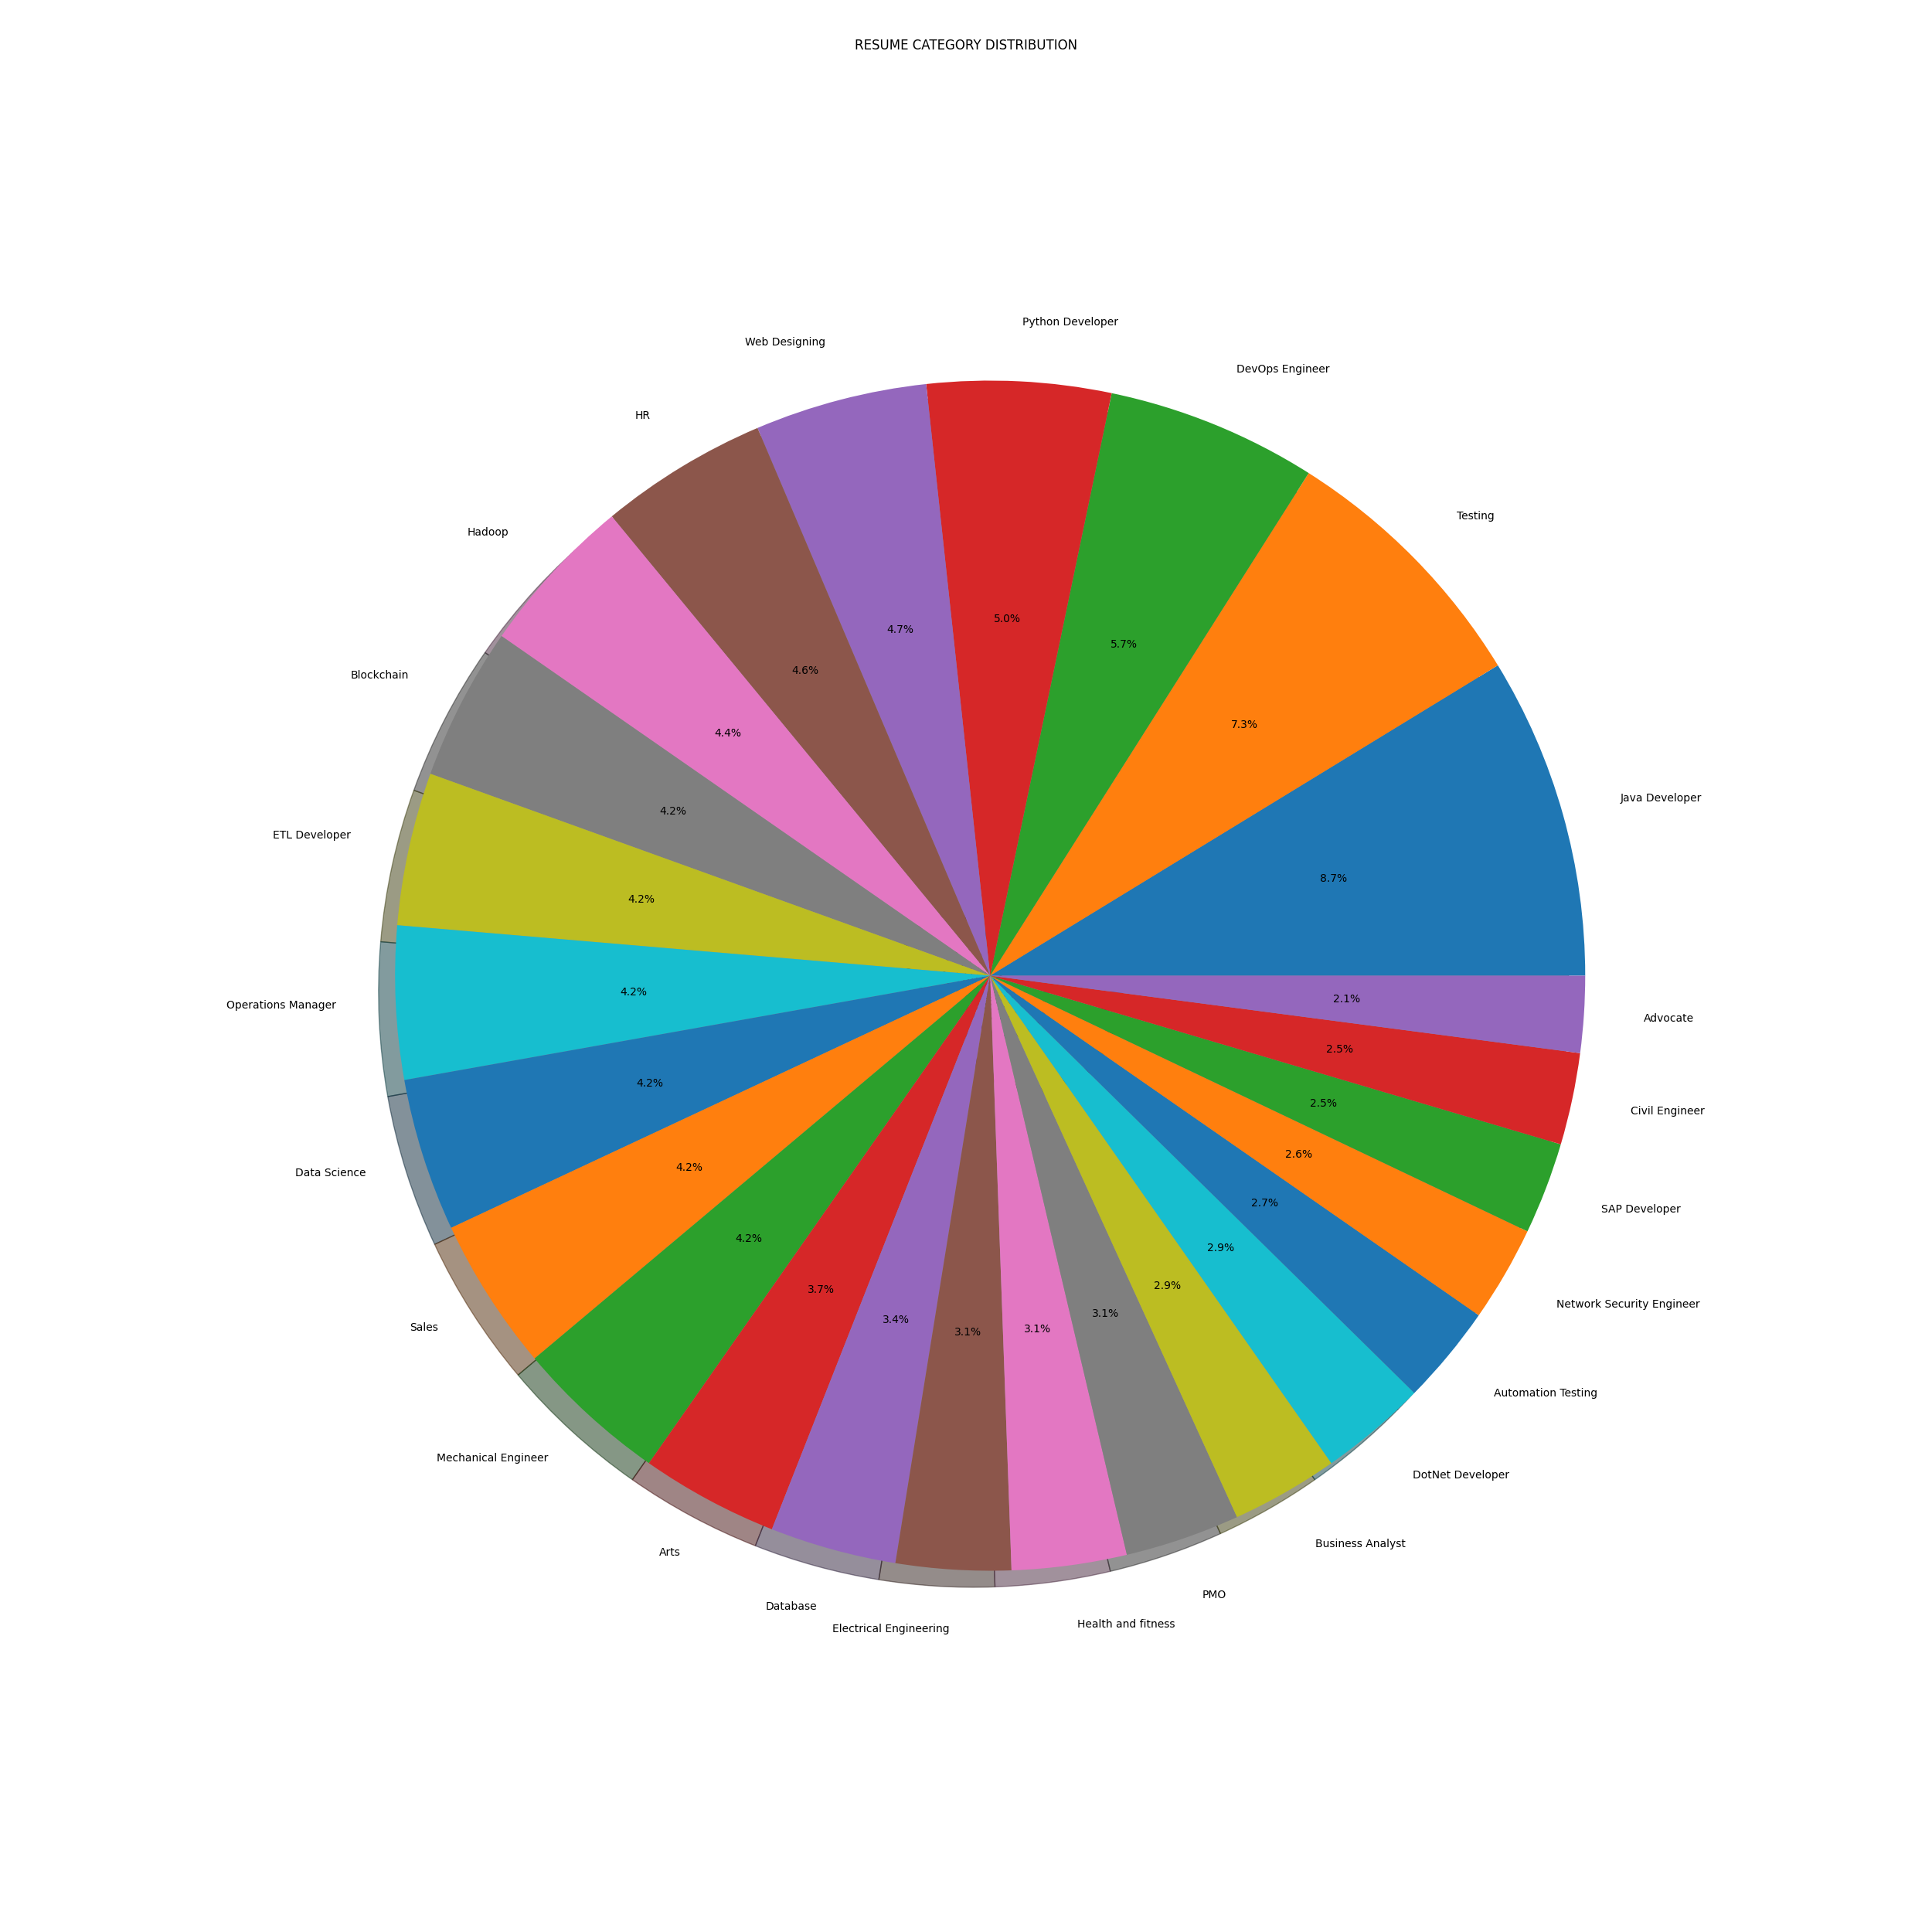 RESUME CATEGORY DISTRIBUTION
Python Developer
Web Designing
DevOps Engineer
HR
Testing
Hadoop
5.0%
4.7%
5.7%
4.6%
Blockchain
7.3%
4.4%
Java Developer
4.2%
ETL Developer
8.7%
4.2%
4.2%
2.1%
Operations Manager
Advocate
2.5%
4.2%
2.5%
Civil Engineer
2.6%
4.2%
Data Science
2.7%
SAP Developer
4.2%
2.9%
2.9%
3.7%
Network Security Engineer
3.1%
3.4%
Sales
3.1%
3.1%
Automation Testing
Mechanical Engineer
DotNet Developer
Business Analyst
Arts
PMO
Database
Health and fitness
Electrical Engineering